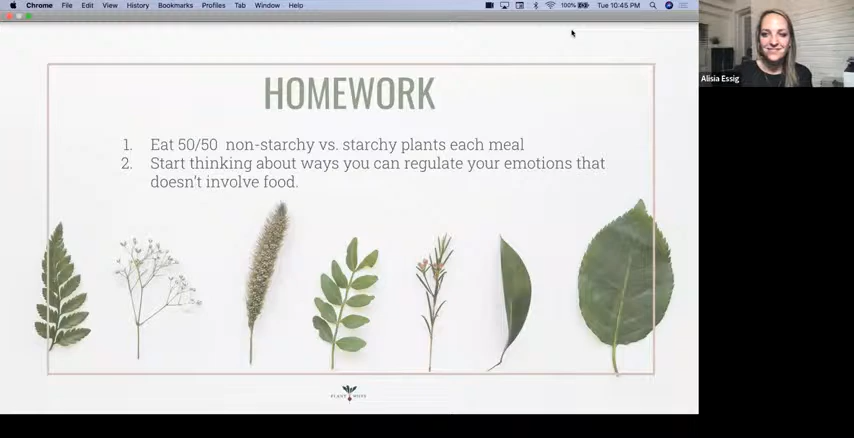 Chrome File Edit View History Bookmarks Profiles Tab Window Help 100% Tue 10:45 PM
Alisia Essig
HOMEWORK
1. Eat 50/50 non-starchy vs. starchy plants each meal
2. Start thinking about ways you can regulate your emotions that
doesn't involve food.